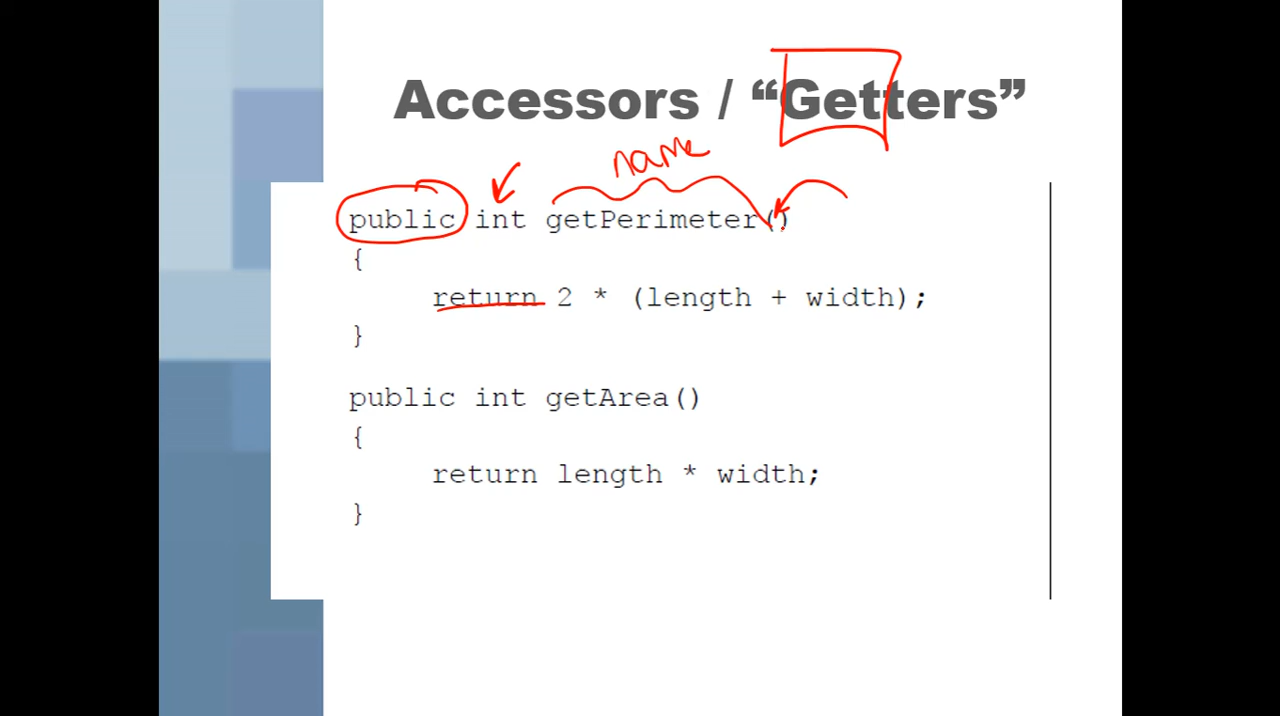 Accessors / “Getters”
name
public int getPerimeter()
{
return 2 * (length + width);
}
public int getArea()
{
return length * width;
}